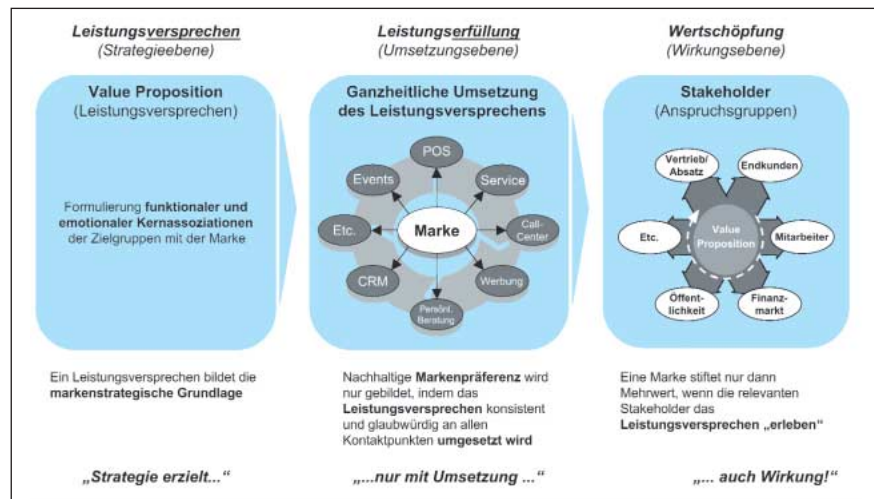 Leistungsversprechen
(Strategieebene)
Value Proposition
(Leistungsversprechen)
Formulierung funktionaler und
emotionaler Kernassoziationen
der Zielgruppen mit der Marke
Ein Leistungsversprechen bildet die
markenstrategische Grundlage
„Strategie erzielt..."
Leistungserfüllung
(Umsetzungsebene)
Ganzheitliche Umsetzung
des Leistungsversprechens
POS
Events
Service
Etc.
Marke
Call-
Center
CRM
Werbung
Persönl.
Beratung
Nachhaltige Markenpräferenz wird
nur gebildet, indem das
Leistungsversprechen konsistent
und glaubwürdig an allen
Kontaktpunkten umgesetzt wird
„...nur mit Umsetzung ..."
Wertschöpfung
(Wirkungsebene)
Stakeholder
(Anspruchsgruppen)
Vertrieb/
Absatz
Endkunden
Etc.
Value
Proposition
Mitarbeiter
Öffent-
lichkeit
Finanz-
markt
Eine Marke stiftet nur dann
Mehrwert, wenn die relevanten
Stakeholder das
Leistungsversprechen „erleben"
„... auch Wirkung!"